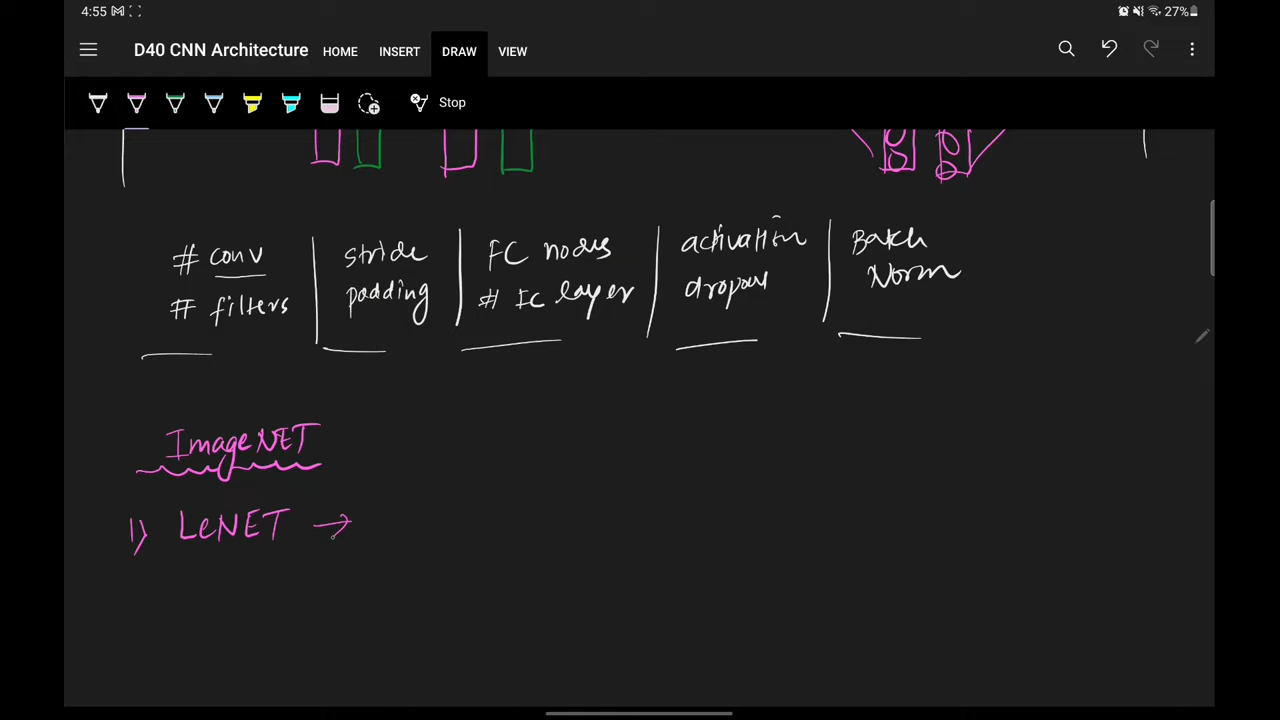 4:55 27%
D40 CNN Architecture HOME INSERT DRAW VIEW
Stop
# conv
# filters
stride
padding
FC nodes
# FC layer
activation
dropout
Batch
Norm
ImageNET
1) LeNET →